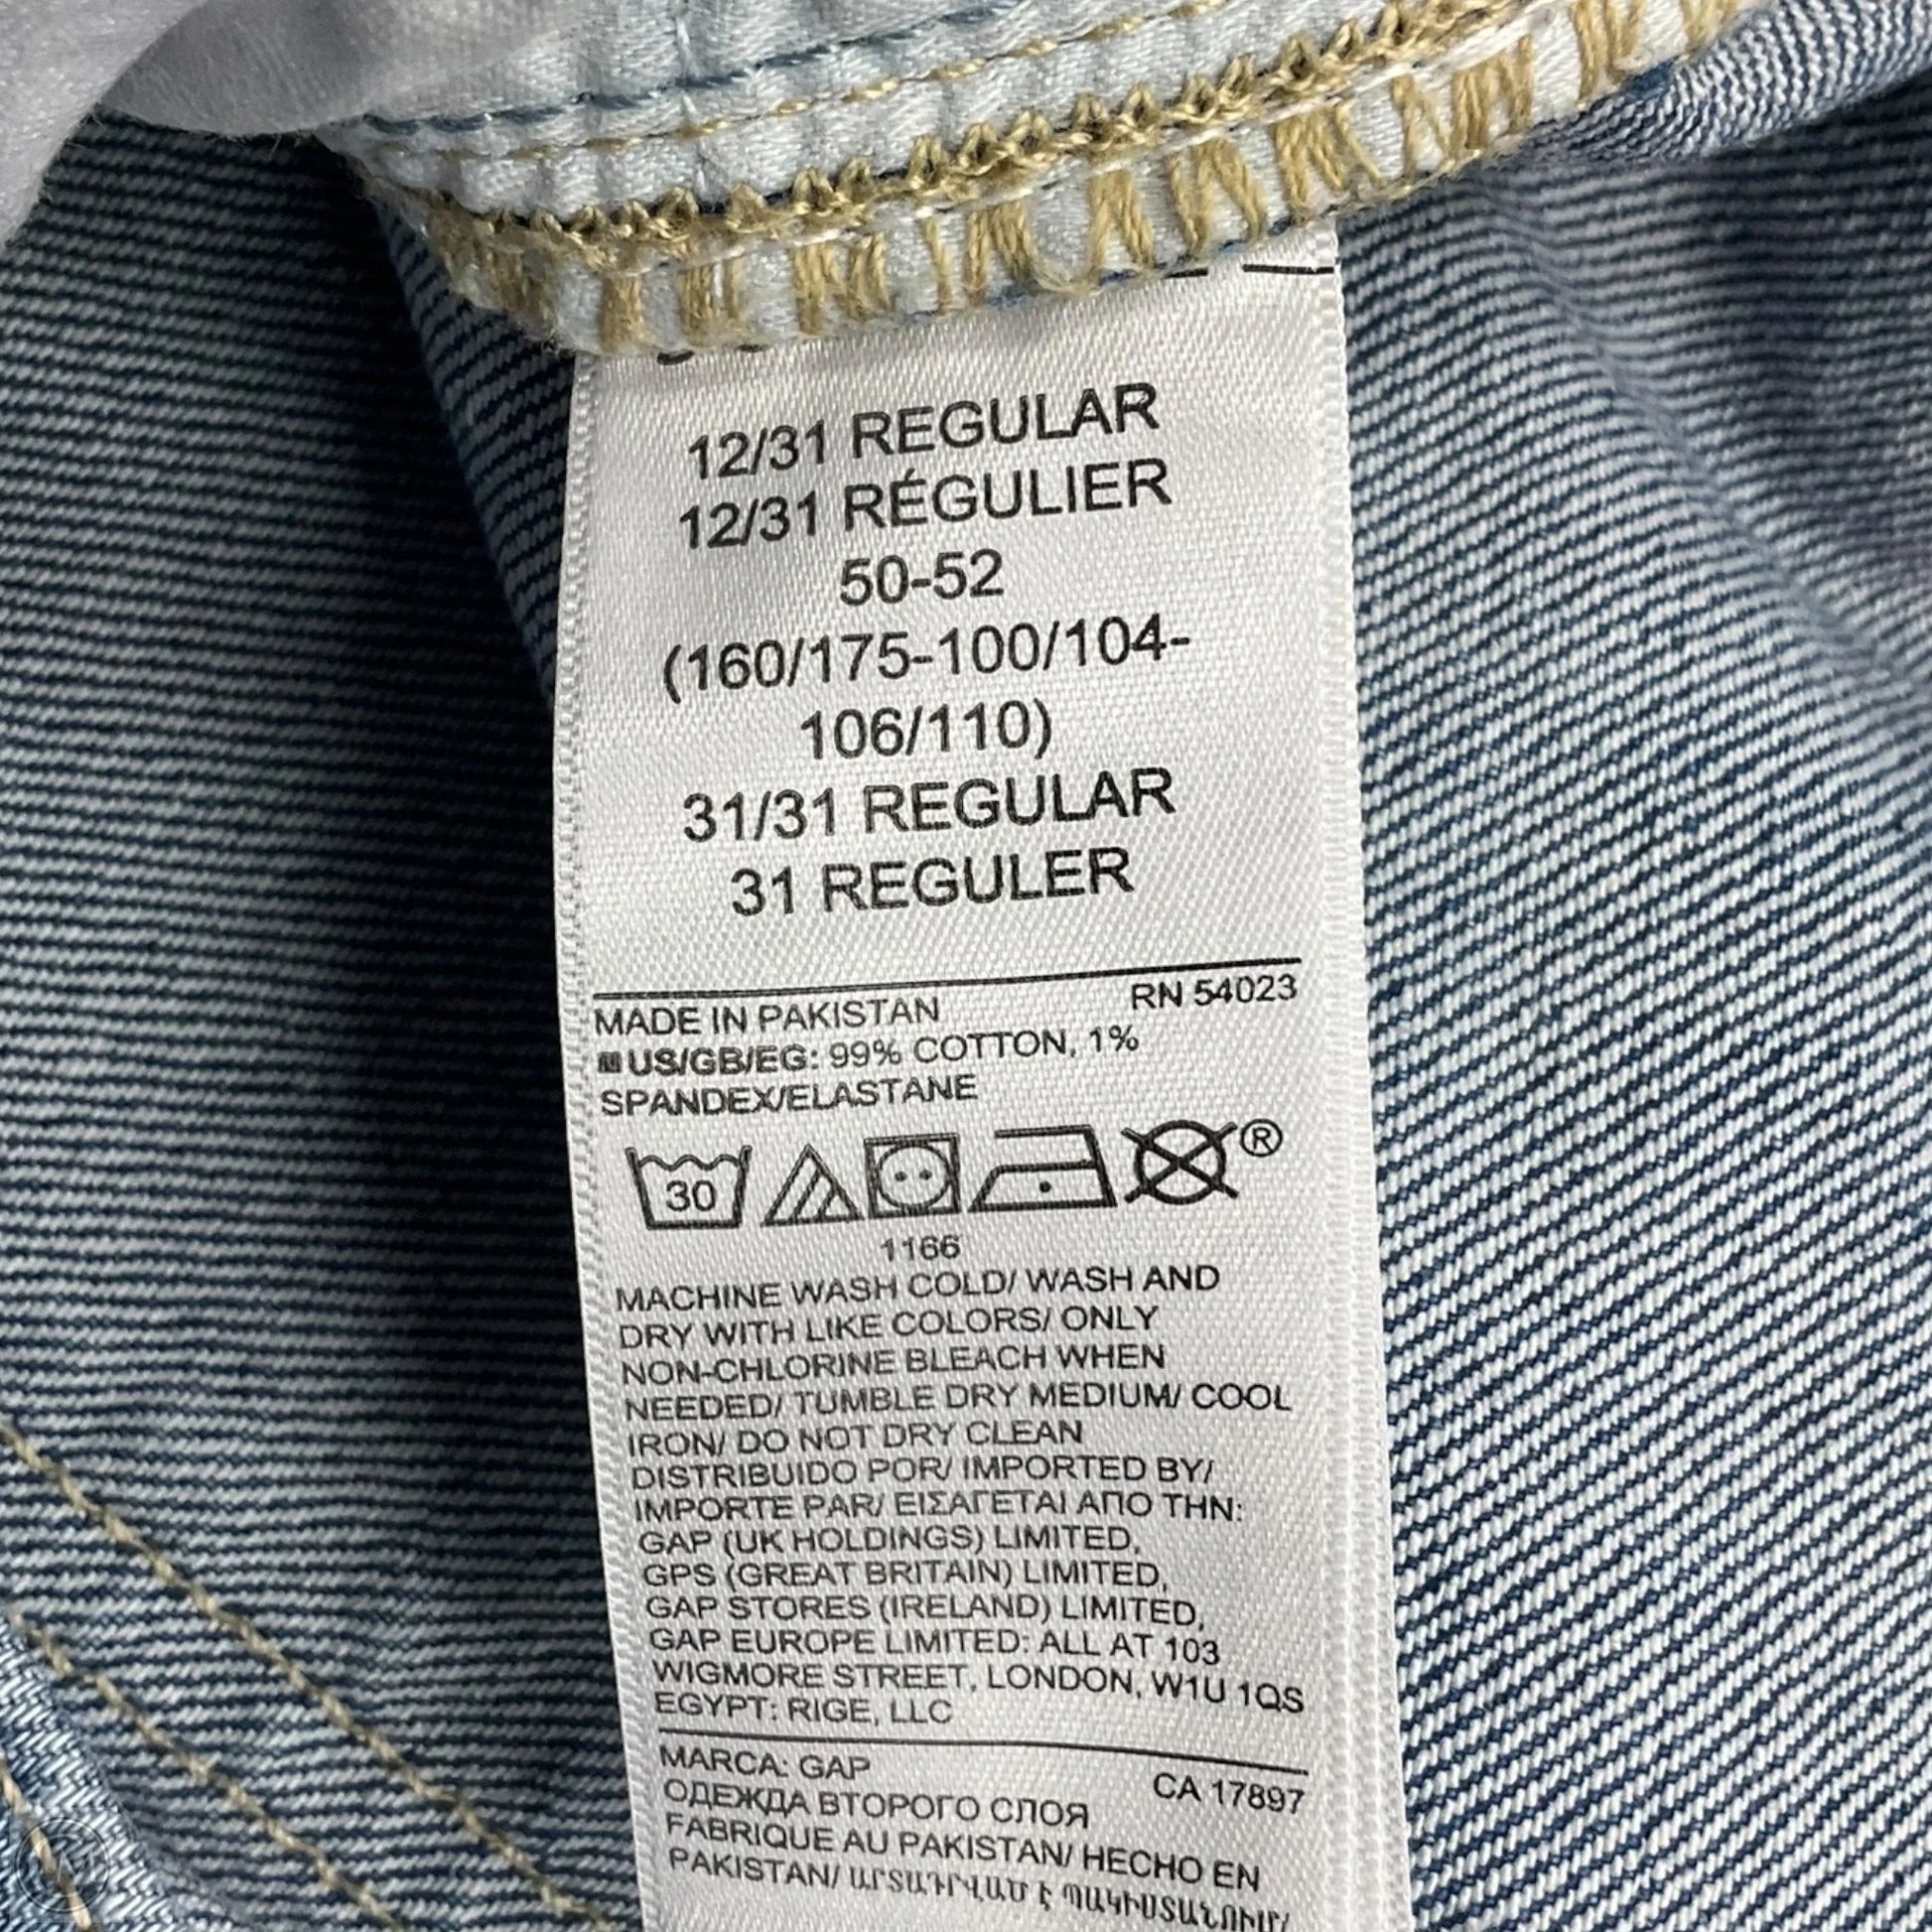 12/31 REGULAR
12/31 RÉGULIER
50-52
(160/175-100/104-
106/110)
31/31 REGULAR
31 REGULER
MADE IN PAKISTAN RN 54023
US/GB/EG: 99% COTTON, 1%
SPANDEX/ELASTANE
30 ®
1166
MACHINE WASH COLD/ WASH AND
DRY WITH LIKE COLORS/ ONLY
NON-CHLORINE BLEACH WHEN
NEEDED/ TUMBLE DRY MEDIUM/ COOL
IRON/ DO NOT DRY CLEAN
DISTRIBUIDO POR/ IMPORTED BY/
IMPORTE PAR/ ΕΙΣΑΓΕΤΑΙ ΑΠΟ ΤΗΝ:
GAP (UK HOLDINGS) LIMITED,
GPS (GREAT BRITAIN) LIMITED,
GAP STORES (IRELAND) LIMITED,
GAP EUROPE LIMITED: ALL AT 103
WIGMORE STREET, LONDON, W1U 1QS
EGYPT: RIGE, LLC
MARCA: GAP CA 17897
ОДЕЖДА ВТОРОГО СЛОЯ
FABRIQUE AU PAKISTAN/ HECHO EN
PAKISTAN/ ԱՐՏԱԴՐՎԱԾ Է ՊԱԿԻՍՏԱՆՈՒՄ/